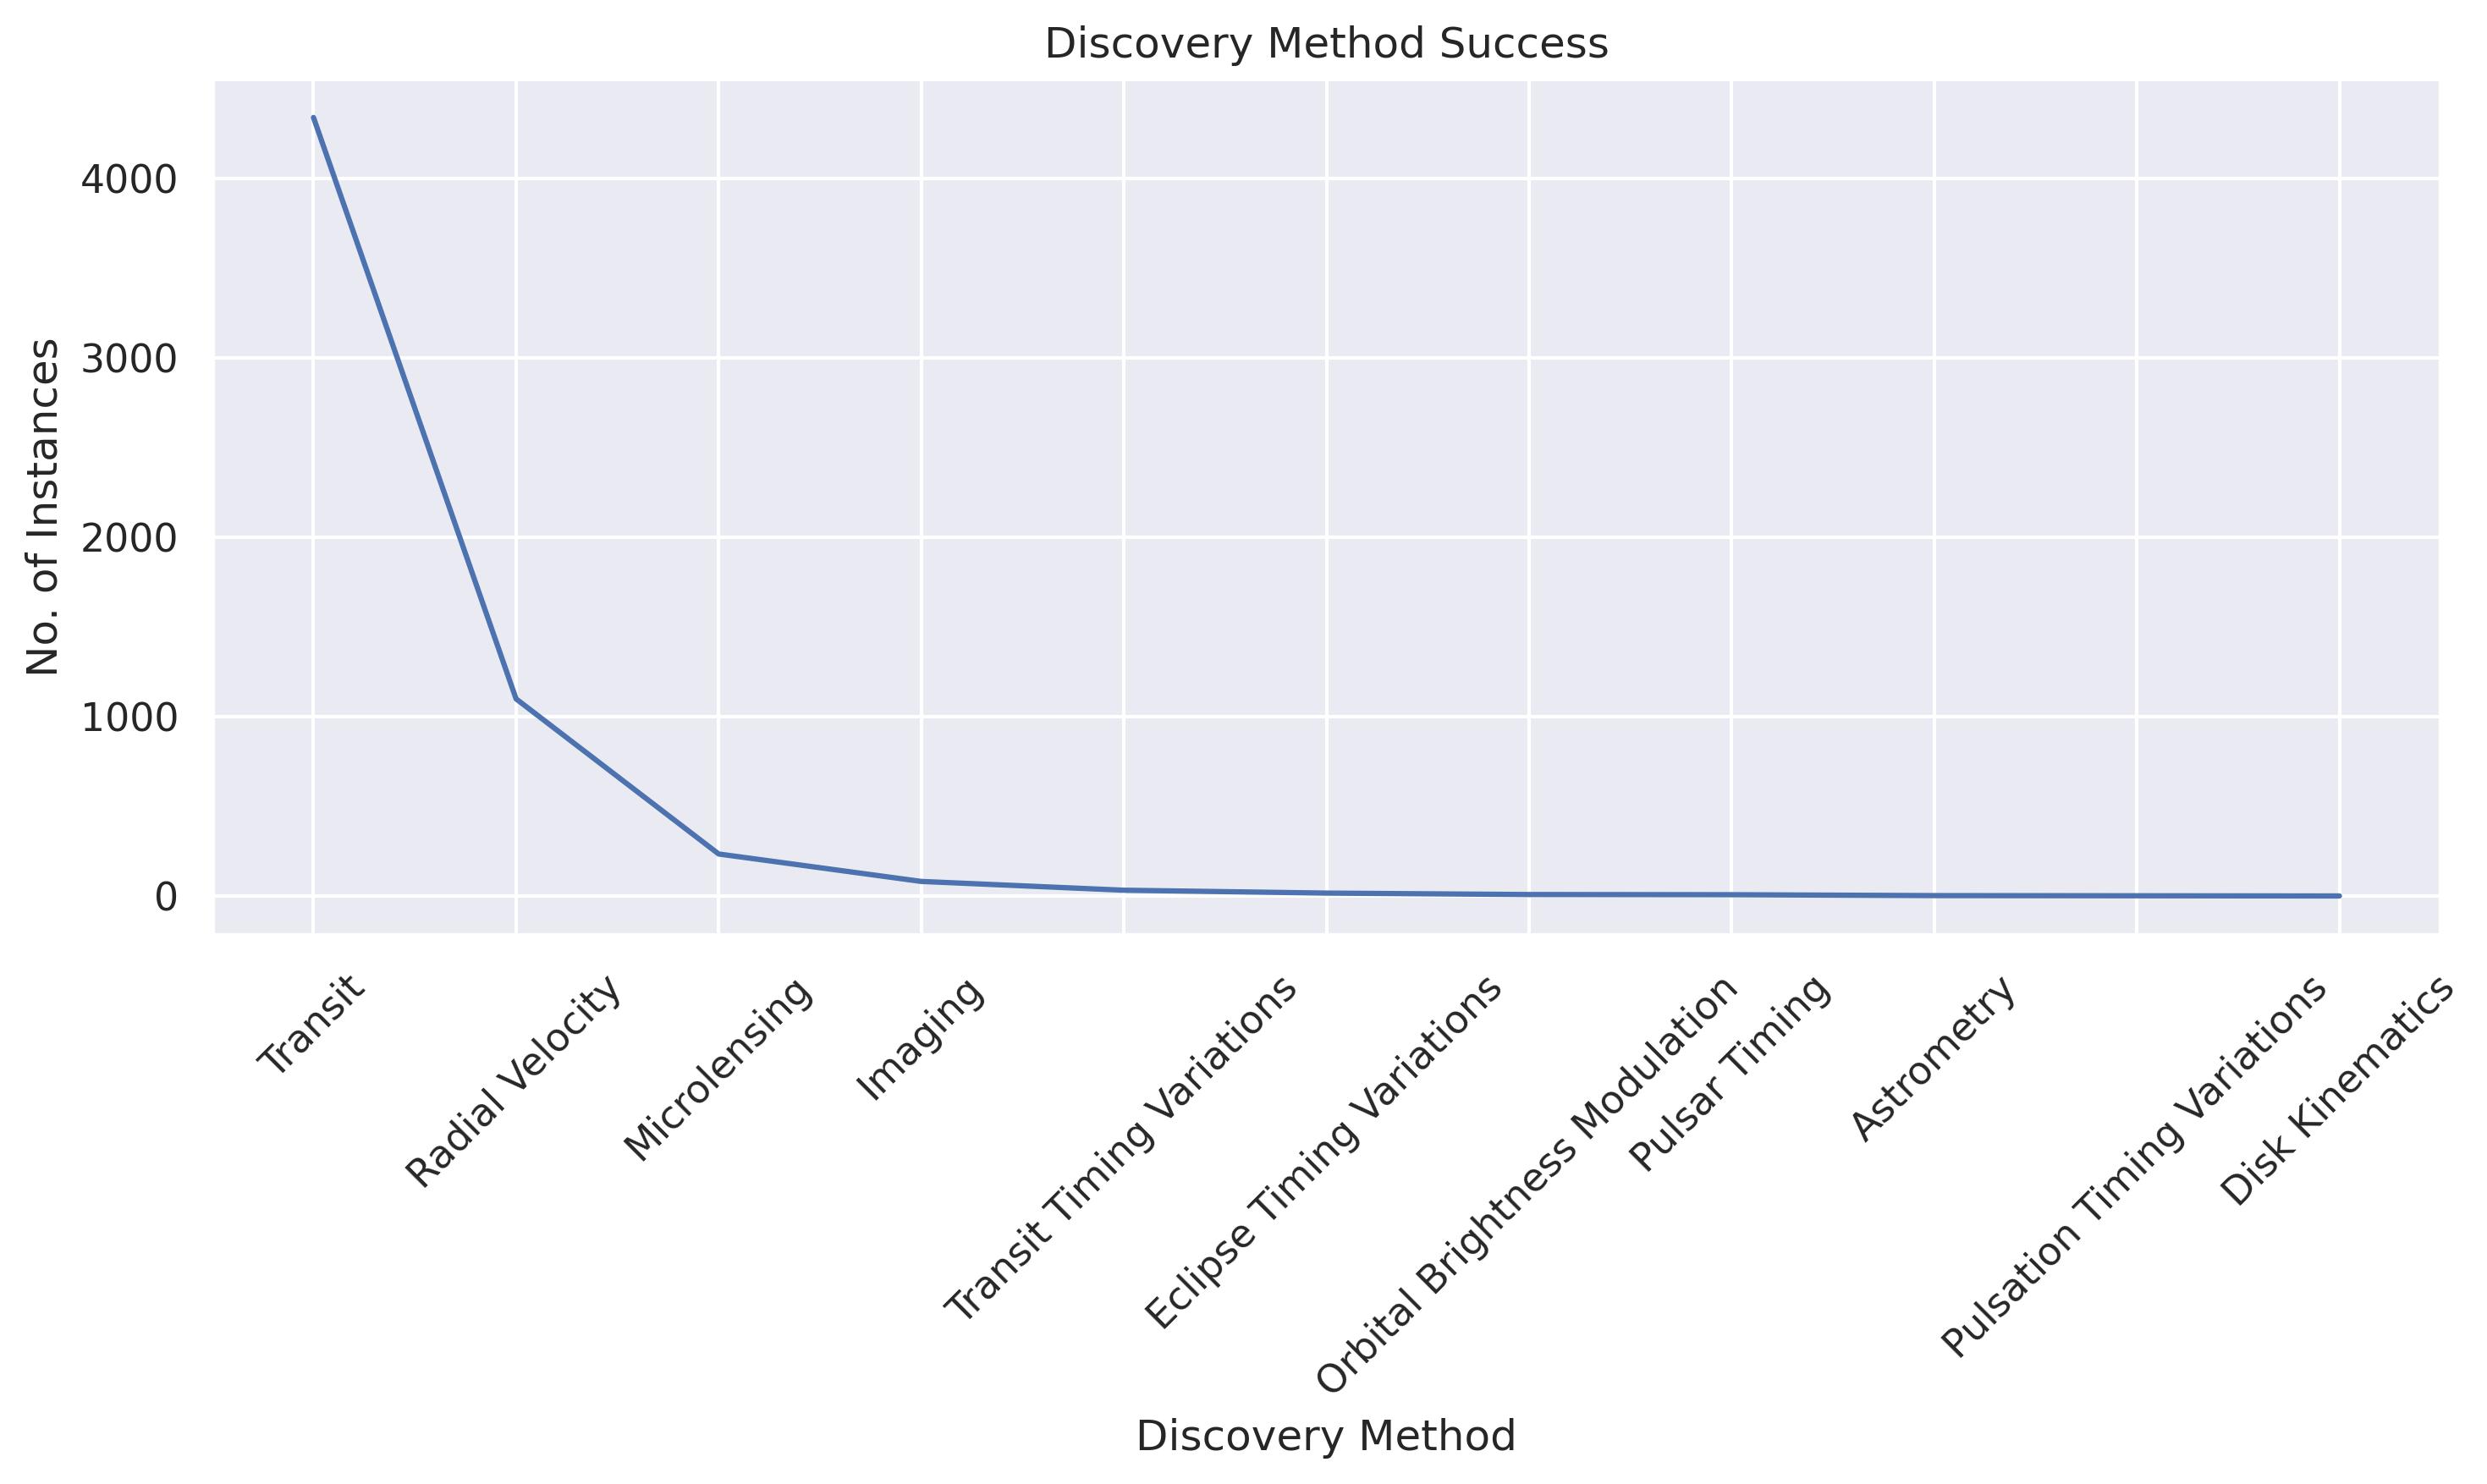 Discovery Method Success
No. of Instances
4000
3000
2000
1000
0
Transit
Radial Velocity
Microlensing
Imaging
Transit Timing Variations
Eclipse Timing Variations
Orbital Brightness Modulation
Pulsar Timing
Astrometry
Pulsation Timing Variations
Disk Kinematics
Discovery Method